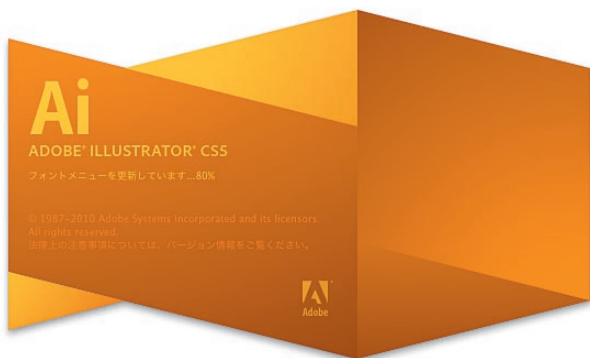 Ai
ADOBE® ILLUSTRATOR® CS5
フォントメニューを更新しています...80%
© 1987-2010 Adobe Systems Incorporated and its licensors.
All rights reserved.
法律上の注意事項については、バージョン情報をご覧ください。
Adobe